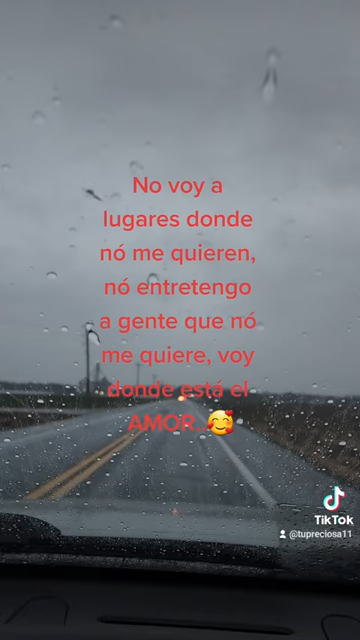 No voy a
lugares donde
nó me quieren,
nó entretengo
a gente que nó
me quiere, voy
donde está el
AMOR..🥰
TikTok
@tupreciosa11